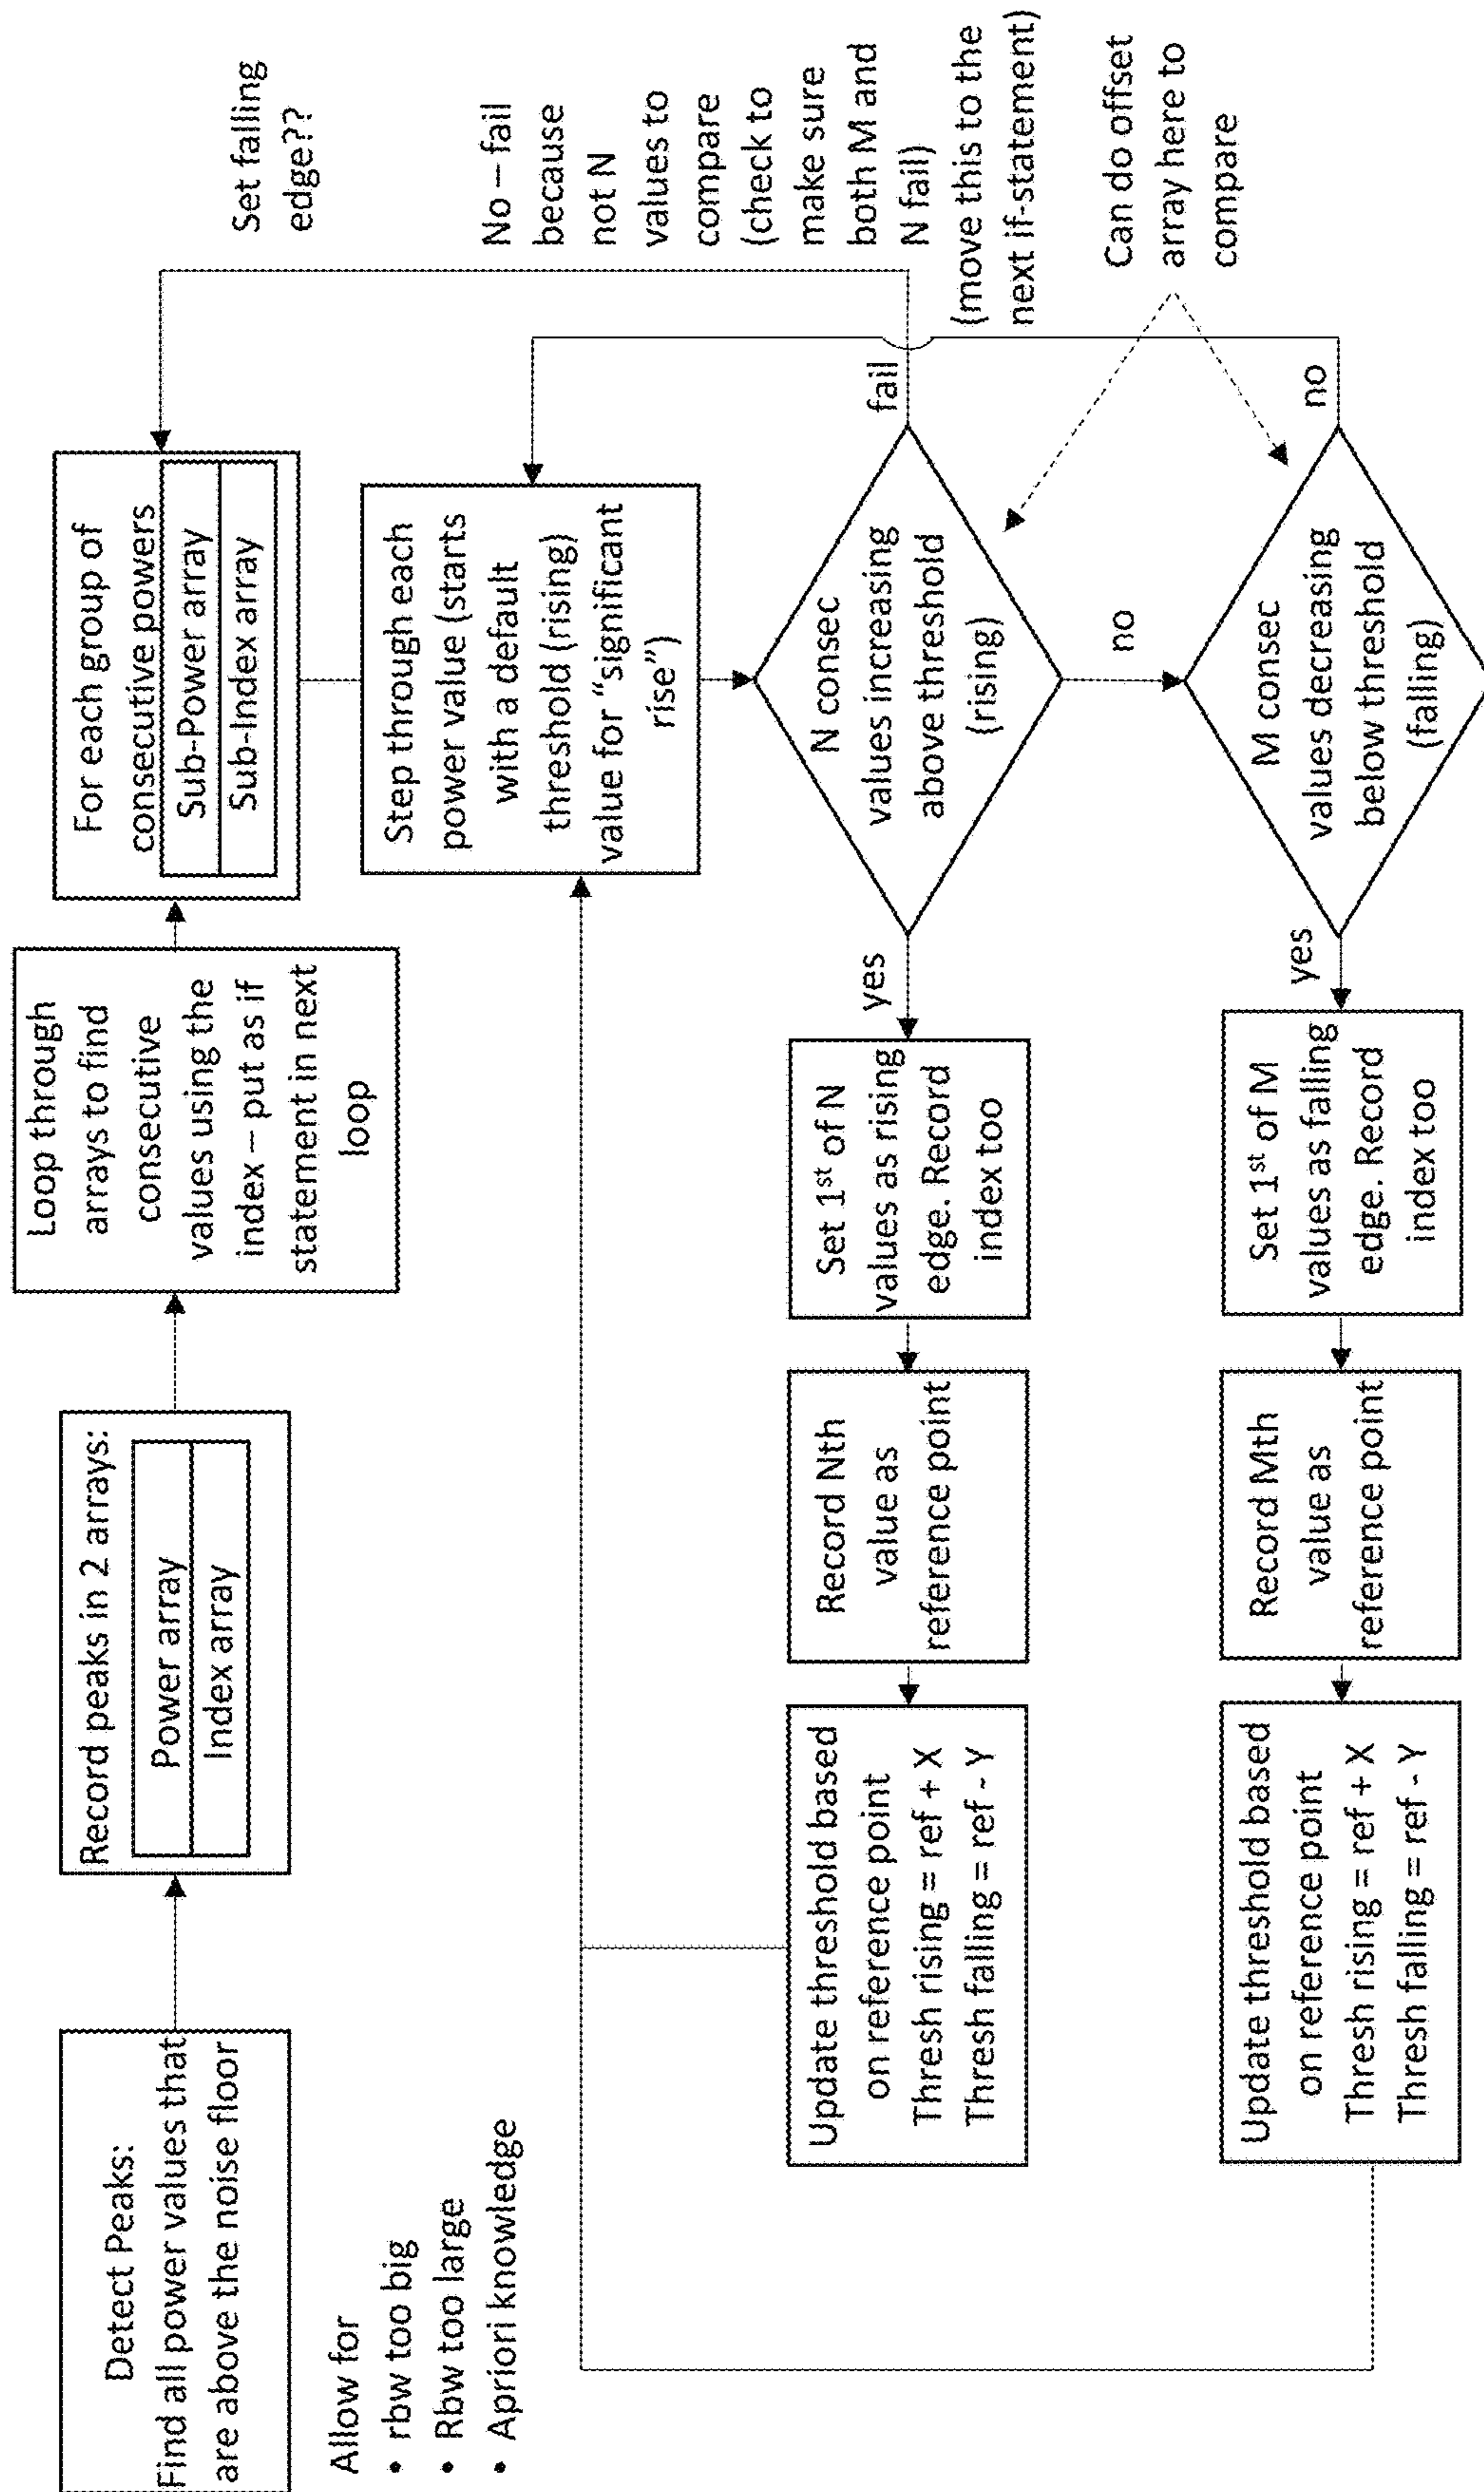 Detect Peaks:
Find all power values that
are above the noise floor
Allow for
• rbw too big
• Rbw too large
• Apriori knowledge
Record peaks in 2 arrays:
Power array
Index array
Loop through
arrays to find
consecutive
values using the
index – put as if
statement in next
loop
For each group of
consecutive powers
Sub-Power array
Sub-Index array
Set falling
edge??
Step through each
power value (starts
with a default
threshold (rising)
value for “significant
rise”)
No – fail
because
not N
values to
compare
(check to
make sure
both M and
N fail)
(move this to the
next if-statement)
Can do offset
array here to
compare
N consec
values increasing
above threshold
(rising)
fail
yes
no
Set 1st of N
values as rising
edge. Record
index too
Record Nth
value as
reference point
Update threshold based
on reference point
Thresh rising = ref + X
Thresh falling = ref - Y
M consec
values decreasing
below threshold
(falling)
no
yes
Set 1st of M
values as falling
edge. Record
index too
Record Mth
value as
reference point
Update threshold based
on reference point
Thresh rising = ref + X
Thresh falling = ref - Y